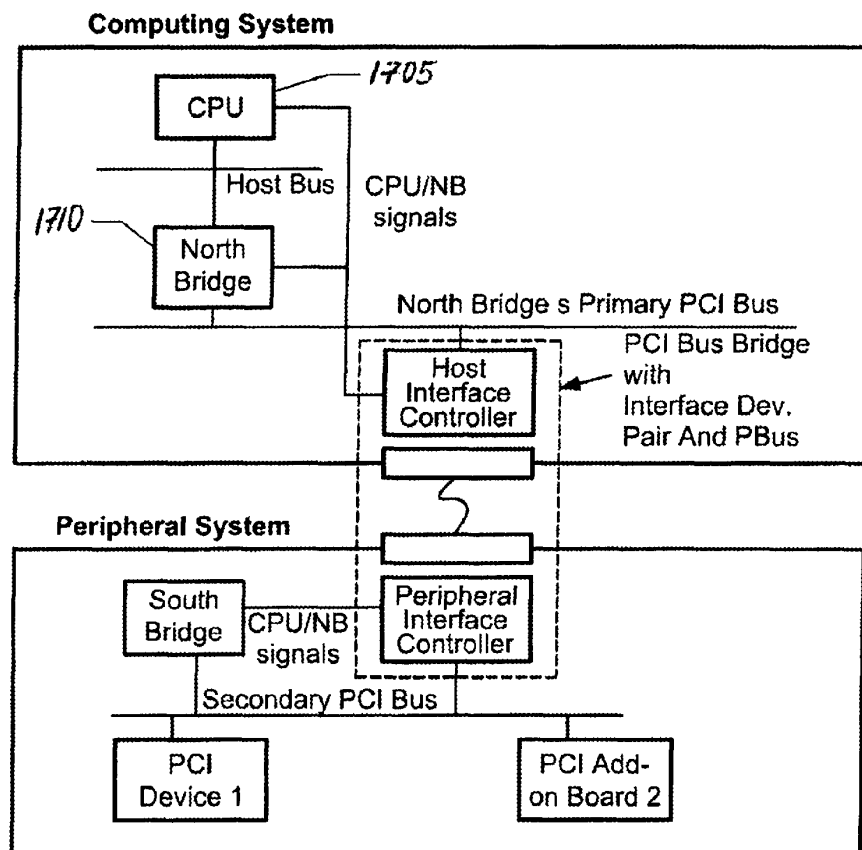 Computing System
1705
CPU
Host Bus
CPU/NB
signals
1710
North
Bridge
North Bridge s Primary PCI Bus
Host
Interface
Controller
PCI Bus Bridge
with
Interface Dev.
Pair And PBus
Peripheral System
South
Bridge
CPU/NB
signals
Peripheral
Interface
Controller
Secondary PCI Bus
PCI
Device 1
PCI Add-
on Board 2